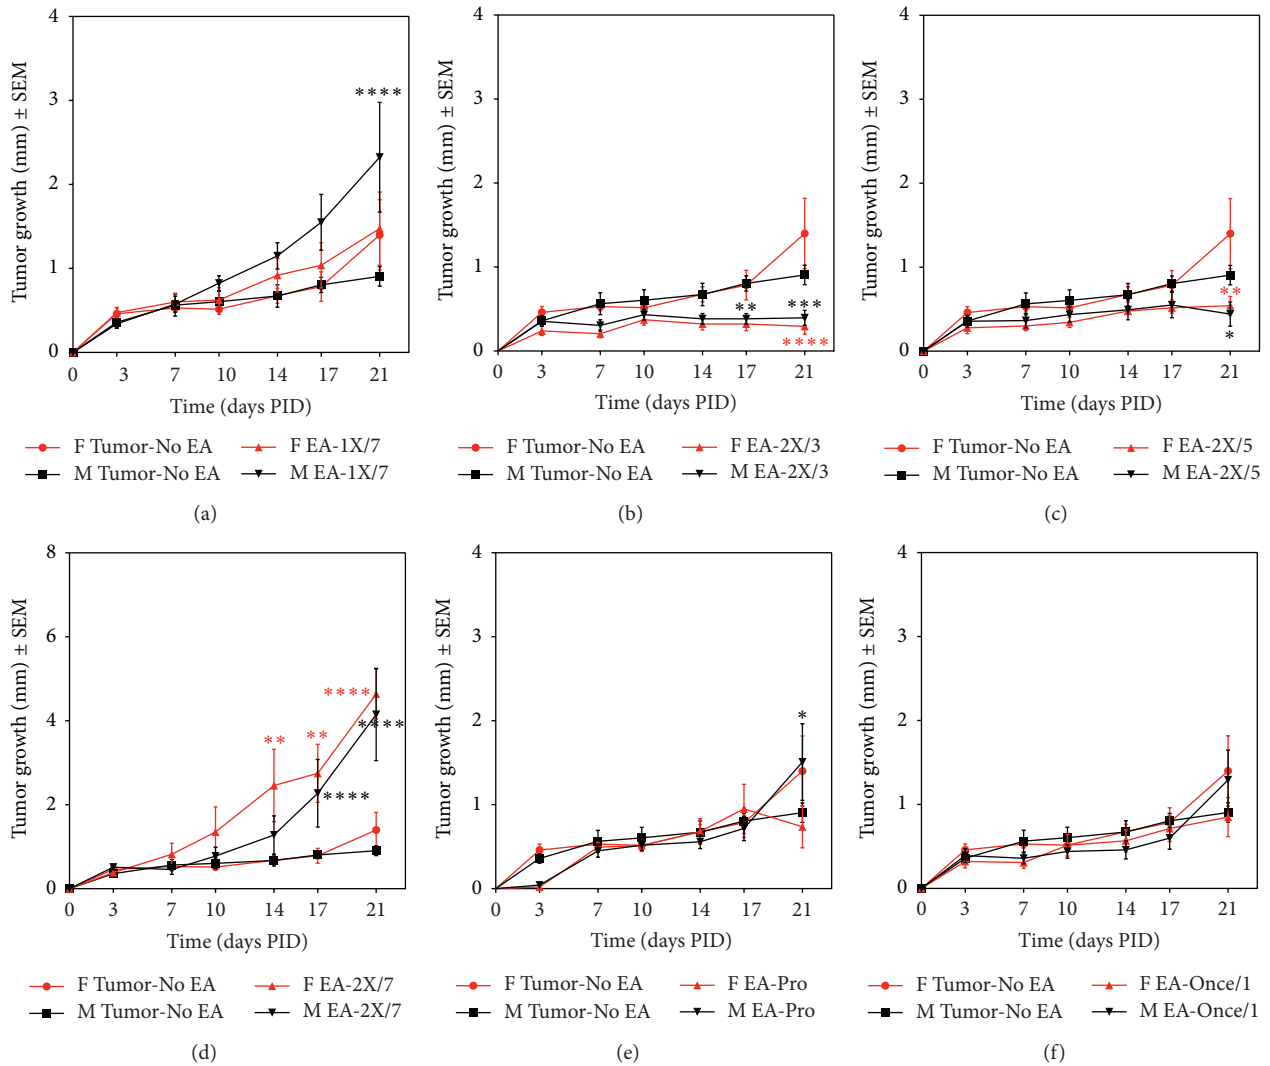 4
3
2
1
0
Tumor growth (mm) ± SEM
****
0 3 7 10 14 17 21
Time (days PID)
F Tumor-No EA F EA-1X/7
M Tumor-No EA M EA-1X/7
(a)
4
3
2
1
0
Tumor growth (mm) ± SEM
** ***
****
0 3 7 10 14 17 21
Time (days PID)
F Tumor-No EA F EA-2X/3
M Tumor-No EA M EA-2X/3
(b)
4
3
2
1
0
Tumor growth (mm) ± SEM
**
*
0 3 7 10 14 17 21
Time (days PID)
F Tumor-No EA F EA-2X/5
M Tumor-No EA M EA-2X/5
(c)
8
6
4
2
0
Tumor growth (mm) ± SEM
****
** ** ****
****
0 3 7 10 14 17 21
Time (days PID)
F Tumor-No EA F EA-2X/7
M Tumor-No EA M EA-2X/7
(d)
4
3
2
1
0
Tumor growth (mm) ± SEM
*
0 3 7 10 14 17 21
Time (days PID)
F Tumor-No EA F EA-Pro
M Tumor-No EA M EA-Pro
(e)
4
3
2
1
0
Tumor growth (mm) ± SEM
0 3 7 10 14 17 21
Time (days PID)
F Tumor-No EA F EA-Once/1
M Tumor-No EA M EA-Once/1
(f)